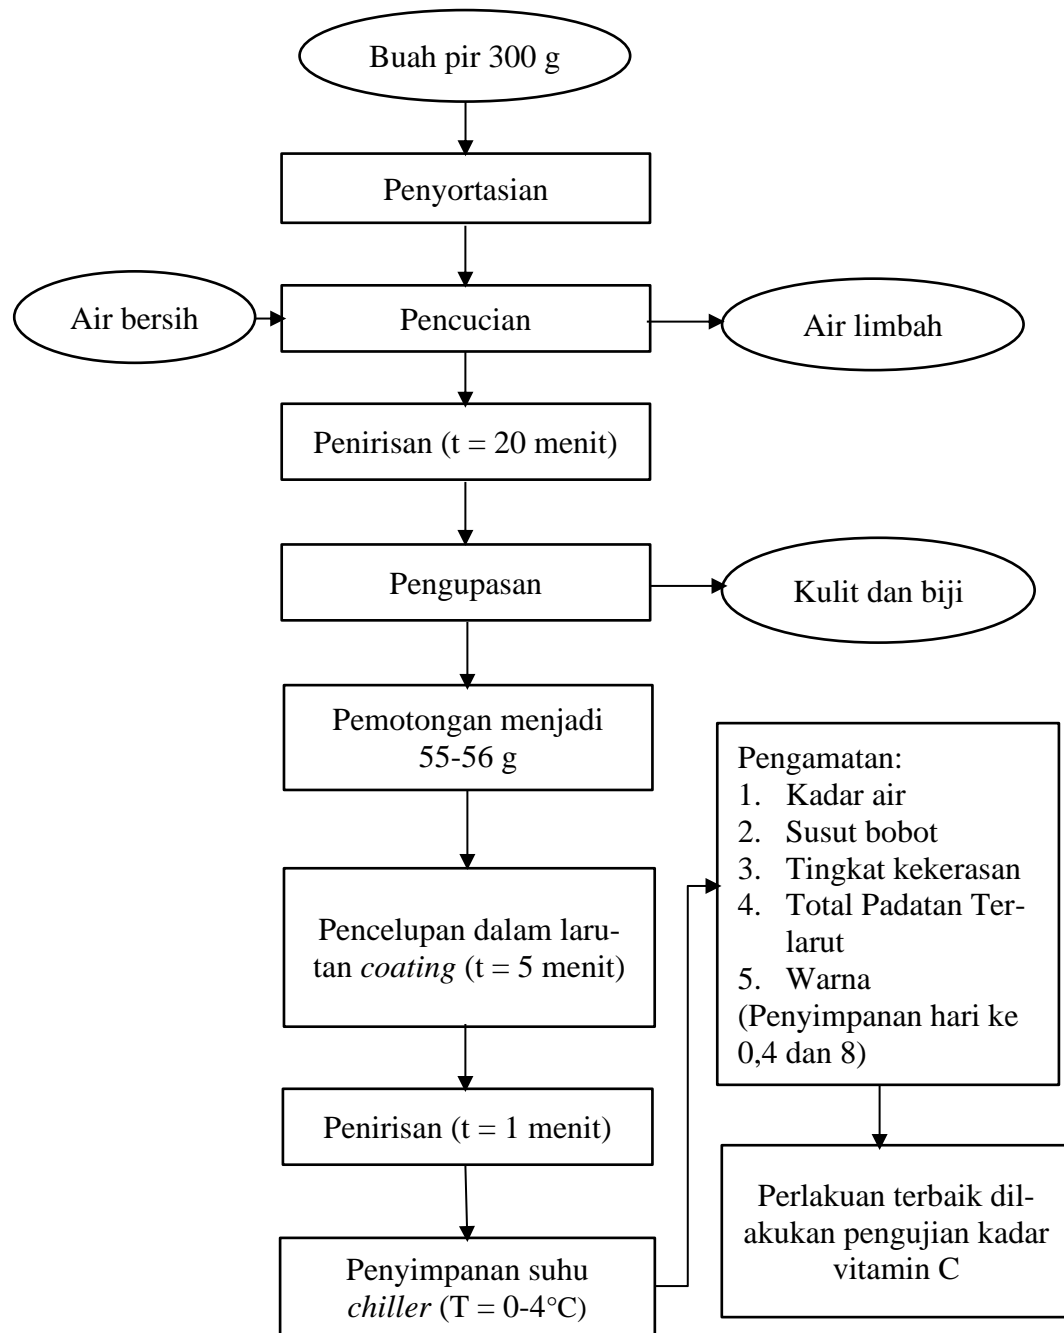 Buah pir 300 g
Penyortasian
Air bersih
Pencucian
Air limbah
Penirisan (t = 20 menit)
Pengupasan
Kulit dan biji
Pemotongan menjadi
55-56 g
Pencelupan dalam laru-
tan coating (t = 5 menit)
Penirisan (t = 1 menit)
Penyimpanan suhu
chiller (T = 0-4°C)
Pengamatan:
1. Kadar air
2. Susut bobot
3. Tingkat kekerasan
4. Total Padatan Ter-
larut
5. Warna
(Penyimpanan hari ke
0,4 dan 8)
Perlakuan terbaik dil-
akukan pengujian kadar
vitamin C